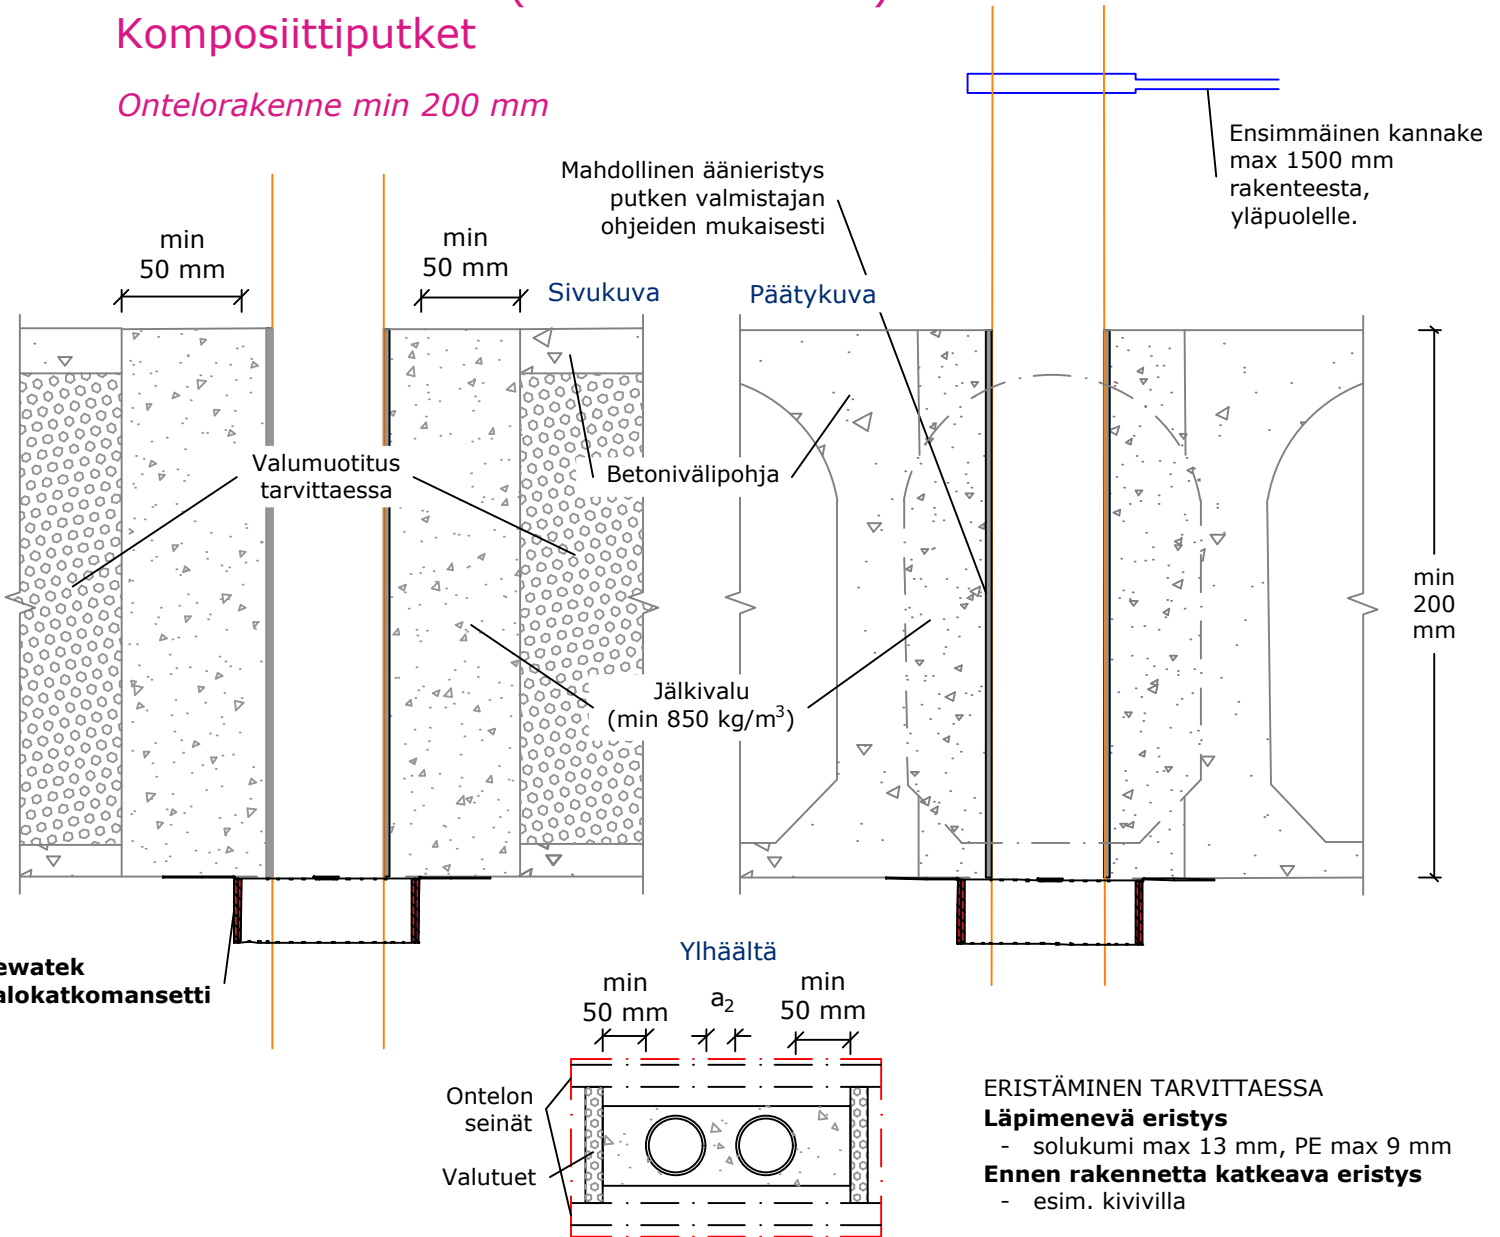 Komposiittiputket
Ontelorakenne min 200 mm
Ensimmäinen kannake
max 1500 mm
rakenteesta,
yläpuolelle.
Mahdollinen äänieristys
putken valmistajan
ohjeiden mukaisesti
min
50 mm
min
50 mm
Sivukuva
Päätykuva
Valumuotitus
tarvittaessa
Betonivälipohja
min
200
mm
Jälkivalu
(min 850 kg/m³)
ewatek
alokatkomansetti
Ylhäältä
min
50 mm
a₂
min
50 mm
Ontelon
seinät
Valutuet
ERISTÄMINEN TARVITTAESSA
Läpimenevä eristys
- solukumi max 13 mm, PE max 9 mm
Ennen rakennetta katkeava eristys
- esim. kivivilla